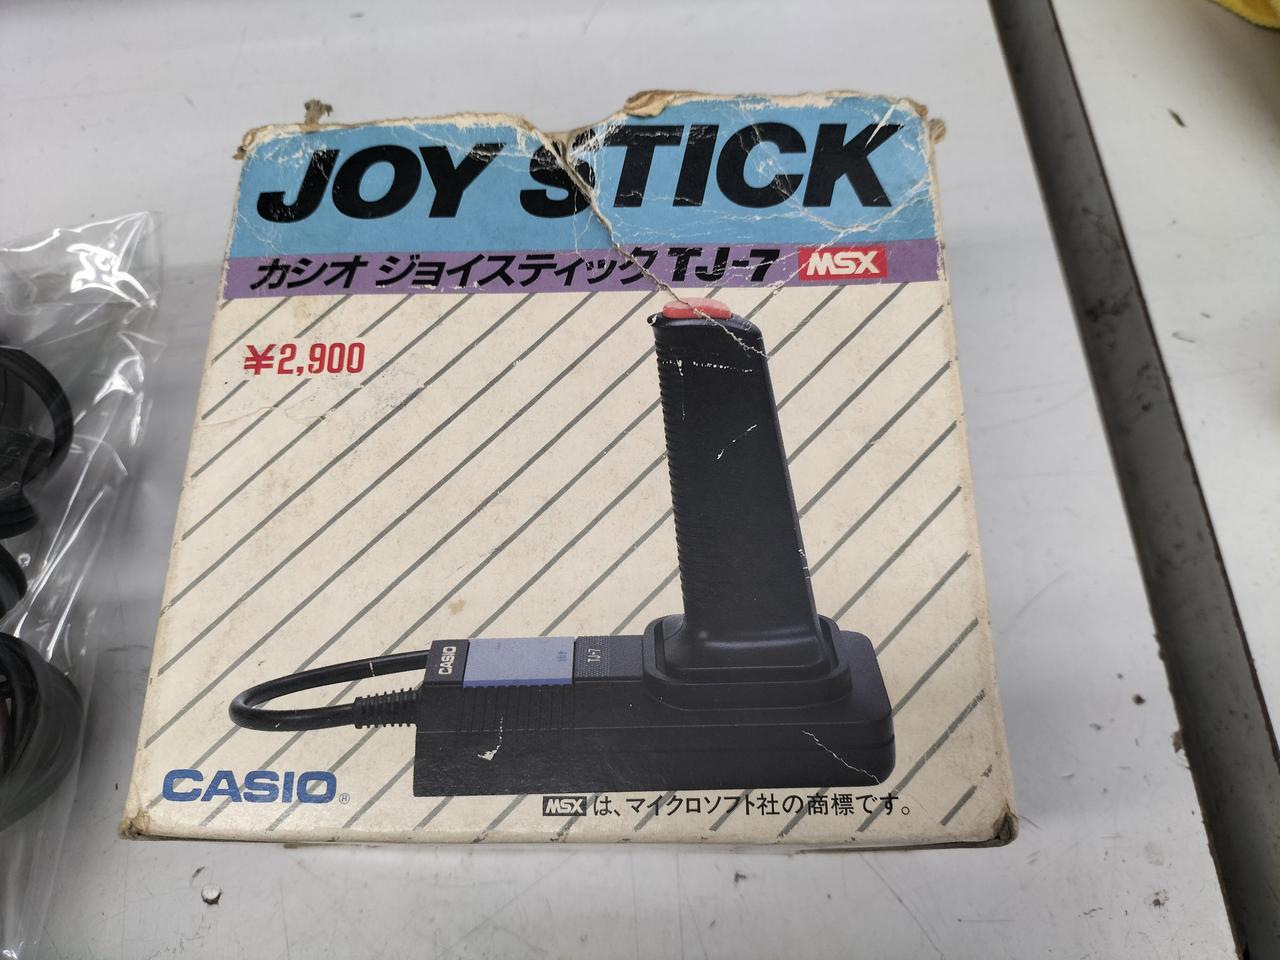 JOY STICK
カシオ ジョイスティック TJ-7 MSX
¥2,900
CASIO
TJ-7
CASIO®
MSX は、マイクロソフト社の商標です。